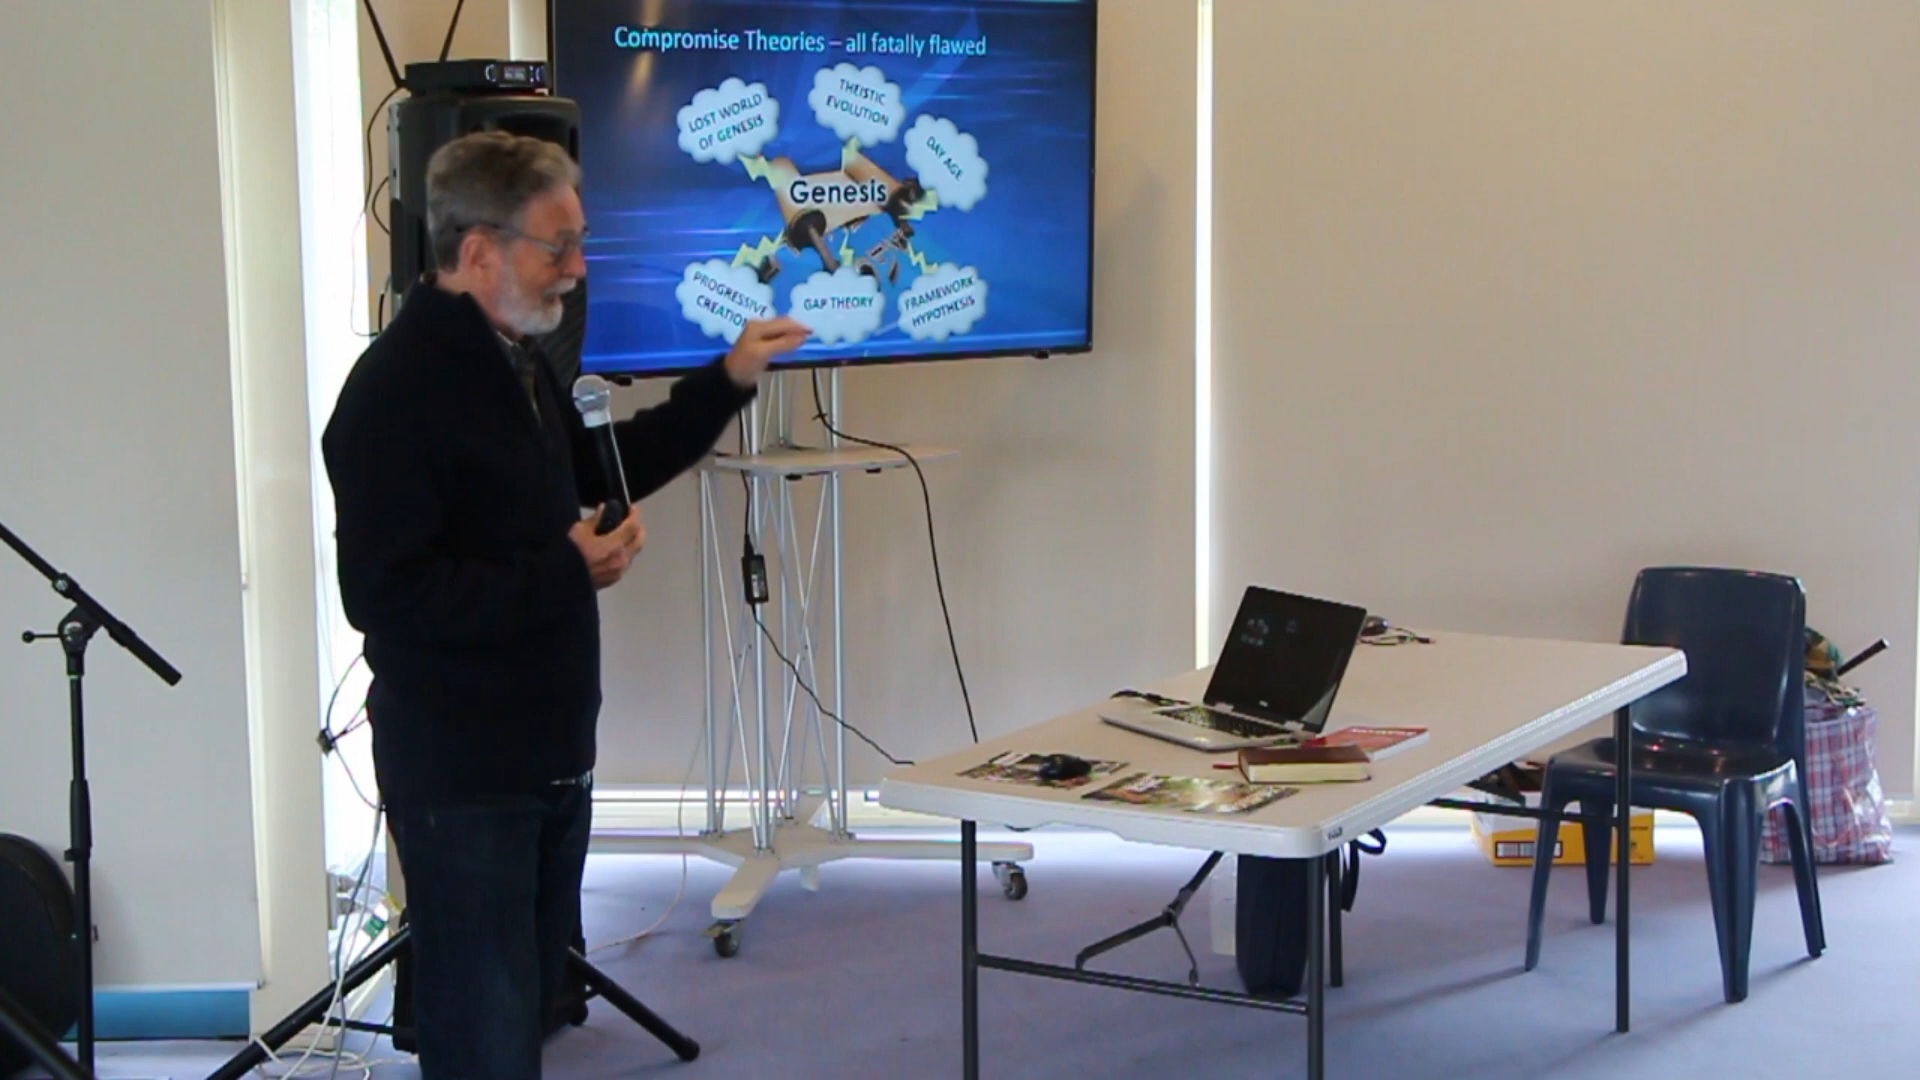 Compromise Theories – all fatally flawed
LOST WORLD
OF GENESIS
THEISTIC
EVOLUTION
DAY AGE
Genesis
PROGRESSIVE
CREATION
GAP THEORY
FRAMEWORK
HYPOTHESIS